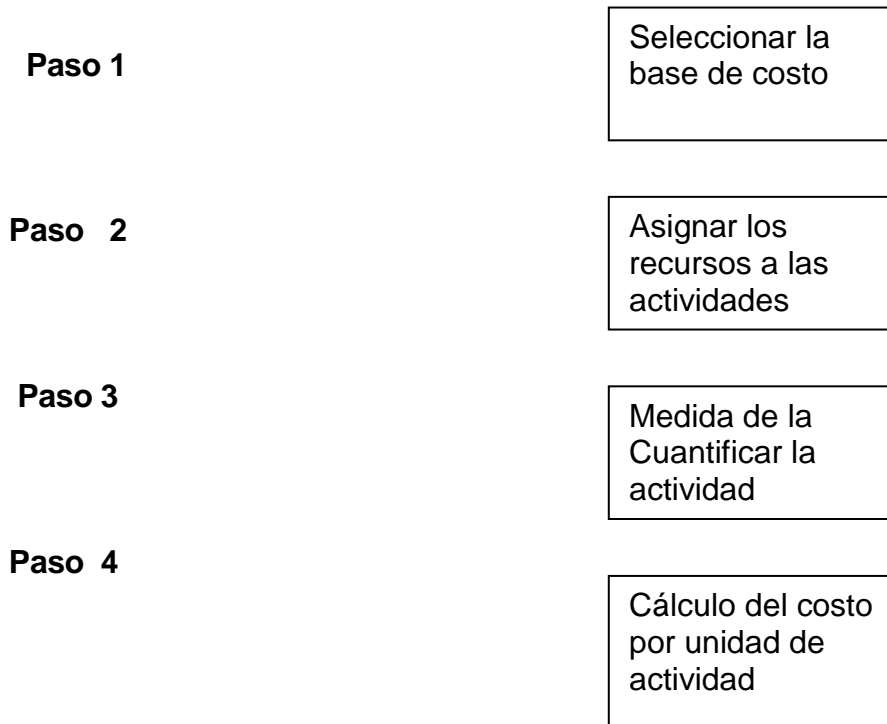 Paso 1
Seleccionar la
base de costo
Paso 2
Asignar los
recursos a las
actividades
Paso 3
Medida de la
Cuantificar la
actividad
Paso 4
Cálculo del costo
por unidad de
actividad